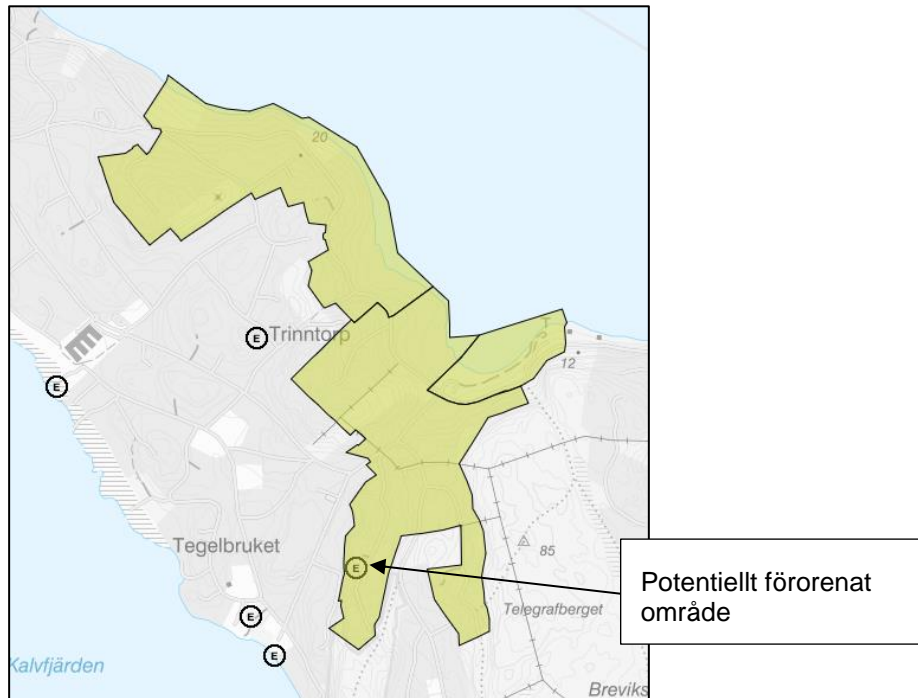 20
E
Trinntorp
E
12
Tegelbruket
85
E
Potentiellt förorenat
område
Telegrafberget
E
Kalvfjärden
E
Breviks